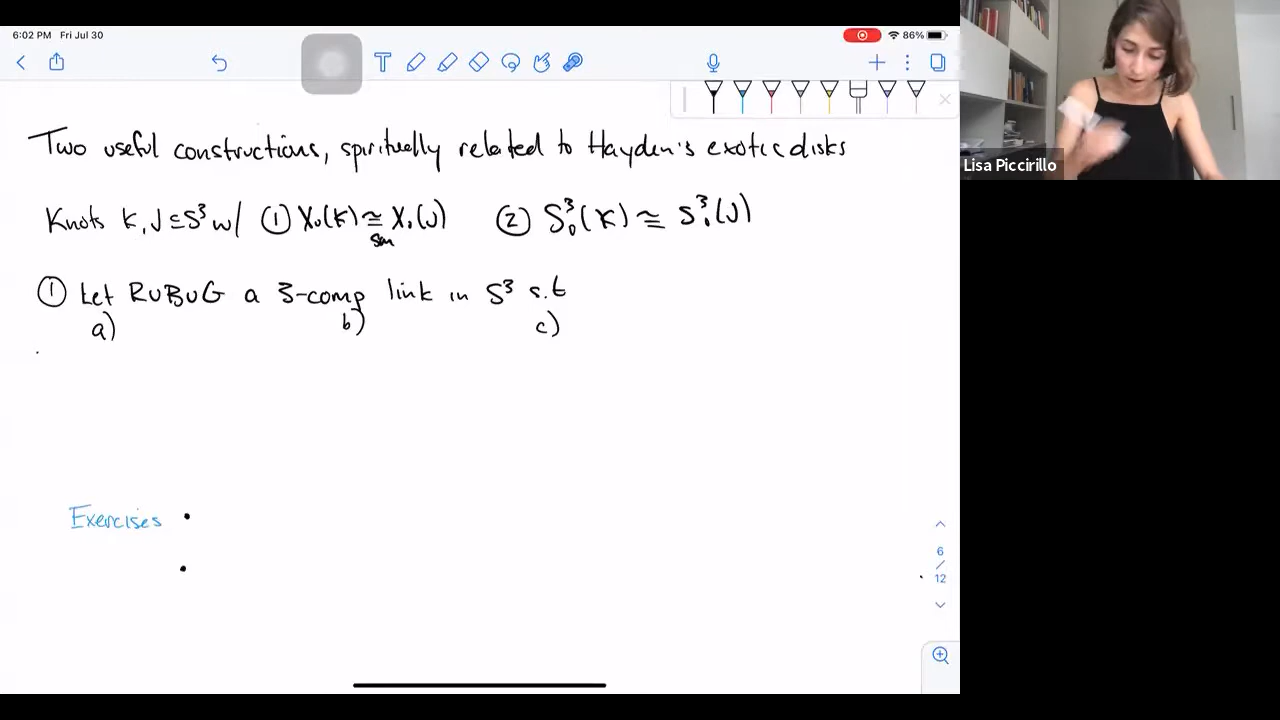 6:02 PM Fri Jul 30
86%
Two useful constructions, spiritually related to Hayden's exotic disks
Knots K, J ⊆ S³ w/ ① X₀(K) ≅ X₀(J) ② S³₀(K) ≅ S³₀(J)
sm
① Let R∪B∪G a 3-comp link in S³ s.t
a) b) c)
Exercises •
•
6
/
12
Lisa Piccirillo